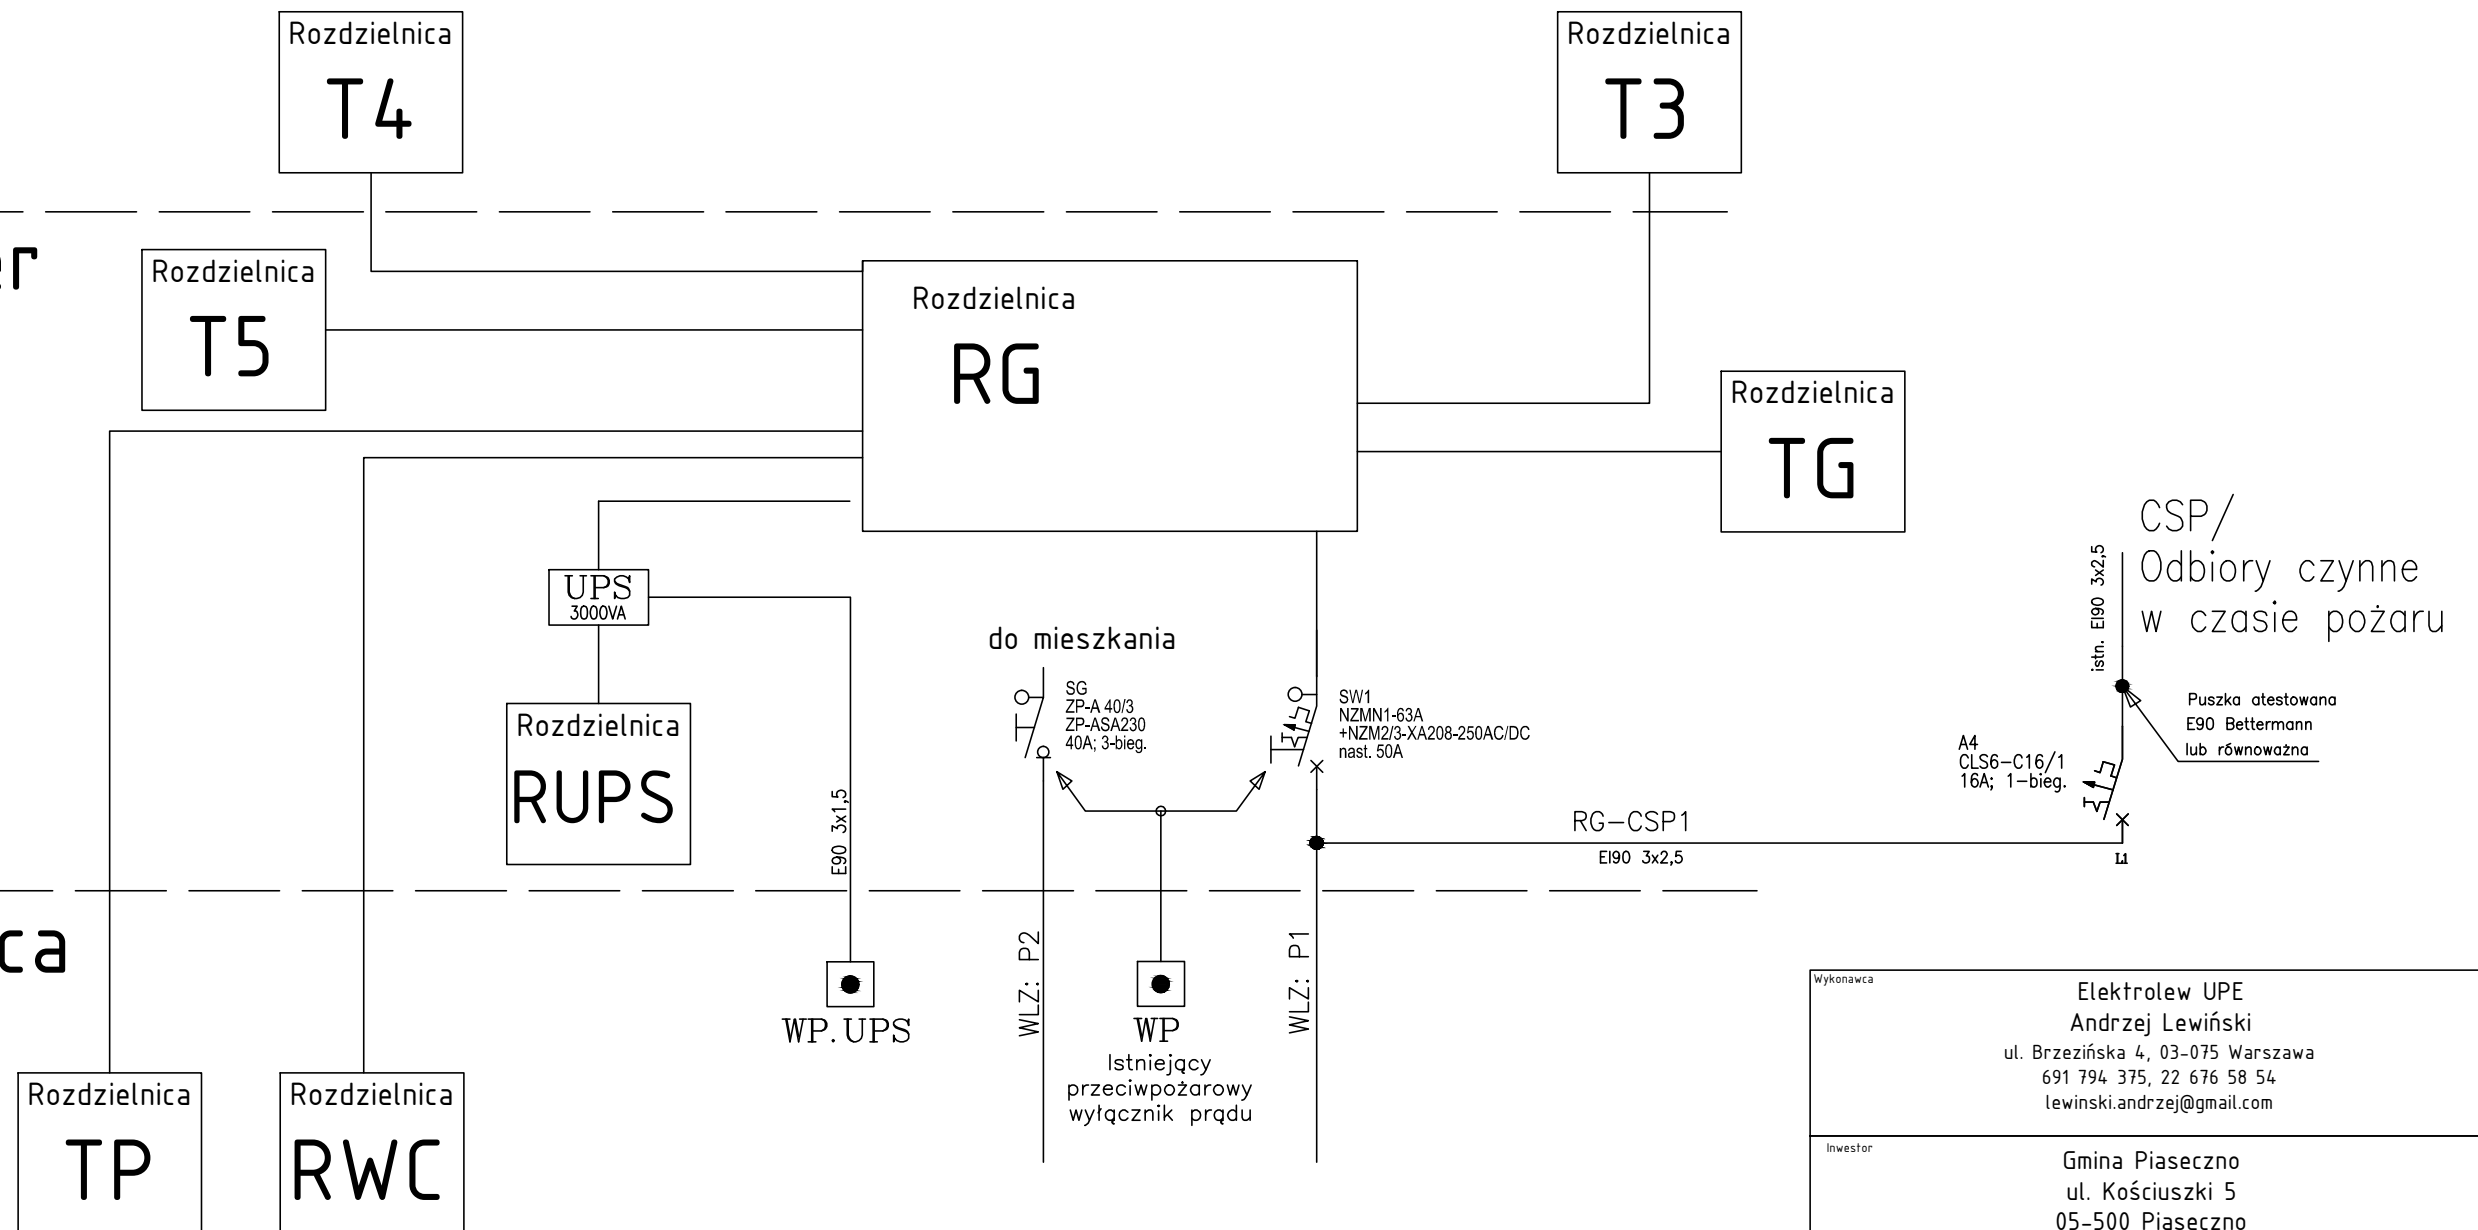 Rozdzielnica
T4
Rozdzielnica
T3
er
Rozdzielnica
T5
Rozdzielnica
RG
Rozdzielnica
TG
UPS
3000VA
Rozdzielnica
RUPS
E90 3x1,5
do mieszkania
SG
ZP-A 40/3
ZP-ASA230
40A; 3-bieg.
SW1
NZMN1-63A
+NZM2/3-XA208-250AC/DC
nast. 50A
CSP/
Odbiory czynne
w czasie pożaru
istn. EI90 3x2,5
Puszka atestowana
E90 Bettermann
lub równoważna
A4
CLS6-C16/1
16A; 1-bieg.
RG-CSP1
EI90 3x2,5
L1
ca
WP.UPS
WLZ: P2
WP
Istniejący
przeciwpożarowy
wyłącznik prądu
WLZ: P1
Rozdzielnica
TP
Rozdzielnica
RWC
Wykonawca
Elektrolew UPE
Andrzej Lewiński
ul. Brzezińska 4, 03-075 Warszawa
691 794 375, 22 676 58 54
lewinski.andrzej@gmail.com
Inwestor
Gmina Piaseczno
ul. Kościuszki 5
05-500 Piaseczno